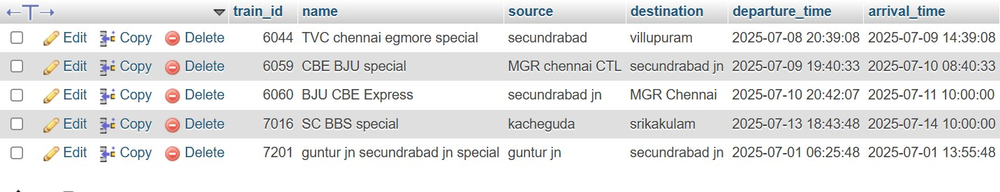 train_id name source destination departure_time arrival_time
Edit Copy Delete 6044 TVC chennai egmore special secundrabad villupuram 2025-07-08 20:39:08 2025-07-09 14:39:08
Edit Copy Delete 6059 CBE BJU special MGR chennai CTL secundrabad jn 2025-07-09 19:40:33 2025-07-10 08:40:33
Edit Copy Delete 6060 BJU CBE Express secundrabad jn MGR Chennai 2025-07-10 20:42:07 2025-07-11 10:00:00
Edit Copy Delete 7016 SC BBS special kacheguda srikakulam 2025-07-13 18:43:48 2025-07-14 10:00:00
Edit Copy Delete 7201 guntur jn secundrabad jn special guntur jn secundrabad jn 2025-07-01 06:25:48 2025-07-01 13:55:48